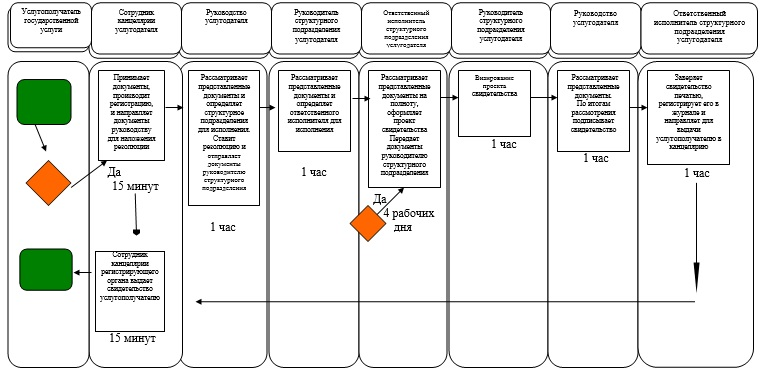 Услугополучатель
государственной
услуги
Сотрудник
канцелярии
услугодателя
Руководство
услугодателя
Руководитель
структурного
подразделения
услугодателя
Ответственный
исполнитель
структурного
подразделения
услугодателя
Руководитель
структурного
подразделения
услугодателя
Руководство
услугодателя
Ответственный
исполнитель структурного
подразделения
услугодателя
Принимает
документы,
производит
регистрацию,
и направляет
документы
руководству
для наложения
резолюции
Да
15 минут
Рассматривает
представленные
документы и
определяет
структурное
подразделения
для исполнения.
Ставит
резолюцию и
отправляет
документы
руководителю
структурного
подразделения
1 час
Рассматривает
представленные
документы и
определяет
ответственного
исполнителя для
исполнения
1 час
Рассматривает
представленные
документы на
полноту,
оформляет
проект
свидетельства
Передает
документы
руководителю
структурного
подразделения
Да
4 рабочих
дня
Визирование
проекта
свидетельства
1 час
Рассматривает
представленные
документы.
По итогам
рассмотрения
подписывает
свидетельство
1 час
Заверяет
свидетельство
печатью,
регистрирует его в
журнале и
направляет для
выдачи
услугополучателю в
канцелярию
1 час
Сотрудник
канцелярии
регистрирующего
органа выдает
свидетельство
услугополучателю
15 минут